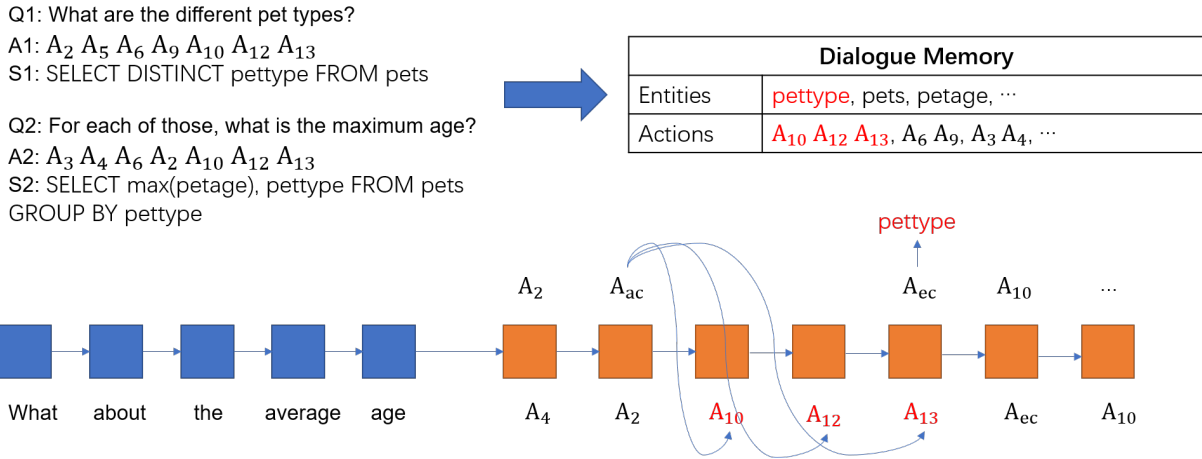 Q1: What are the different pet types?
A1: A₂ A₅ A₆ A₉ A₁₀ A₁₂ A₁₃
S1: SELECT DISTINCT pettype FROM pets
Q2: For each of those, what is the maximum age?
A2: A₃ A₄ A₆ A₂ A₁₀ A₁₂ A₁₃
S2: SELECT max(petage), pettype FROM pets
GROUP BY pettype
Dialogue Memory
Entities pettype, pets, petage, ⋯
Actions A₁₀ A₁₂ A₁₃, A₆ A₉, A₃ A₄, ⋯
pettype
A₂ A_ac A_ec A₁₀ ...
What about the average age A₄ A₂ A₁₀ A₁₂ A₁₃ A_ec A₁₀